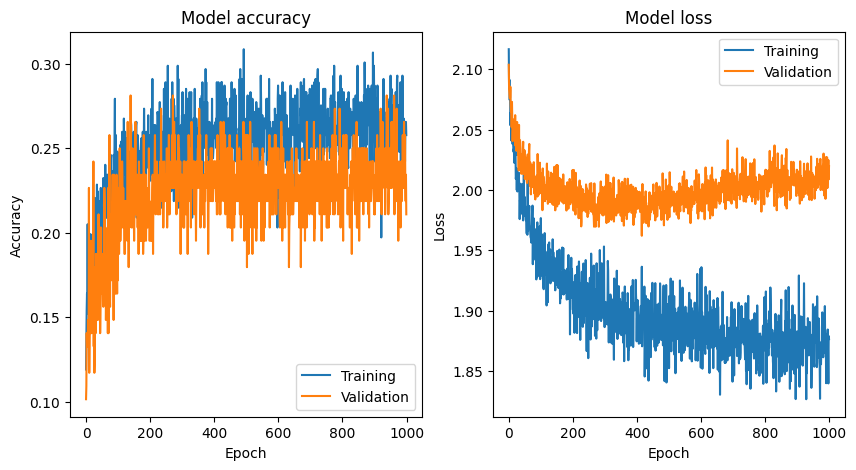 Model accuracy
Accuracy
0.30
0.25
0.20
0.15
0.10
0
200
400
600
800
1000
Epoch
Training
Validation
Model loss
Loss
2.10
2.05
2.00
1.95
1.90
1.85
0
200
400
600
800
1000
Epoch
Training
Validation